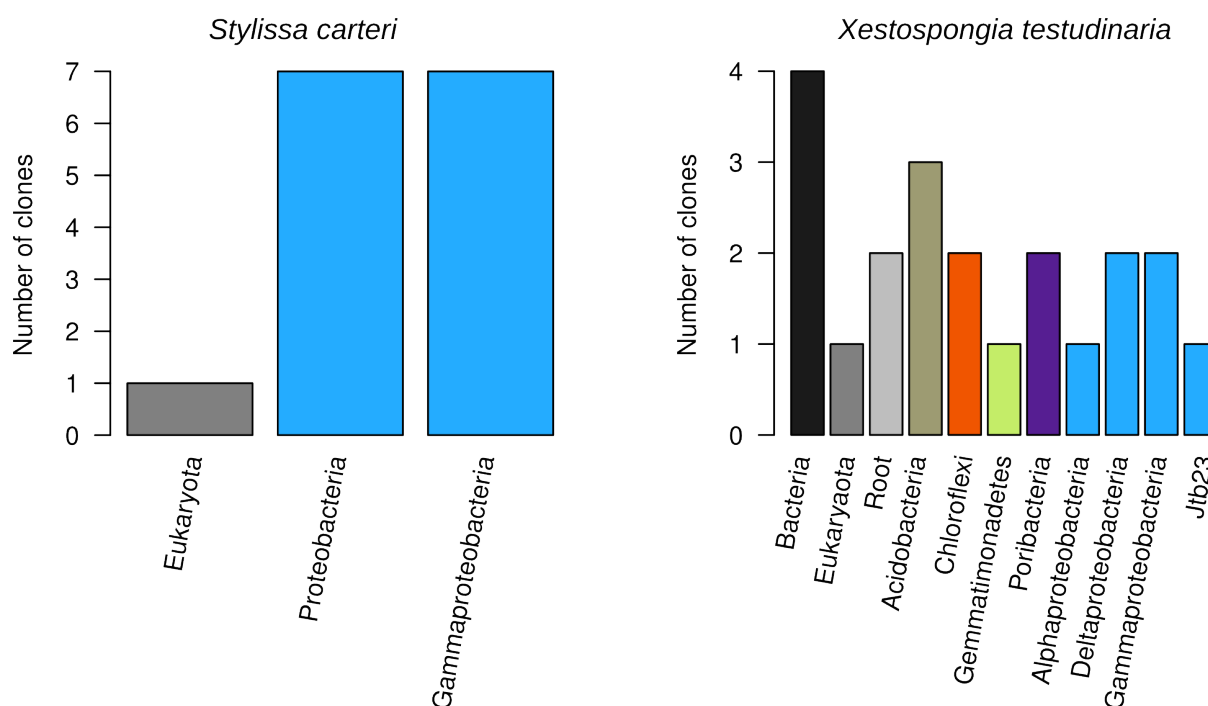 Stylissa carteri
Number of clones
7
6
5
4
3
2
1
0
Eukaryota
Proteobacteria
Gammaproteobacteria
Xestospongia testudinaria
Number of clones
4
3
2
1
0
Bacteria
Eukaryaota
Root
Acidobacteria
Chloroflexi
Gemmatimonadetes
Poribacteria
Alphaproteobacteria
Deltaproteobacteria
Gammaproteobacteria
Jtb23